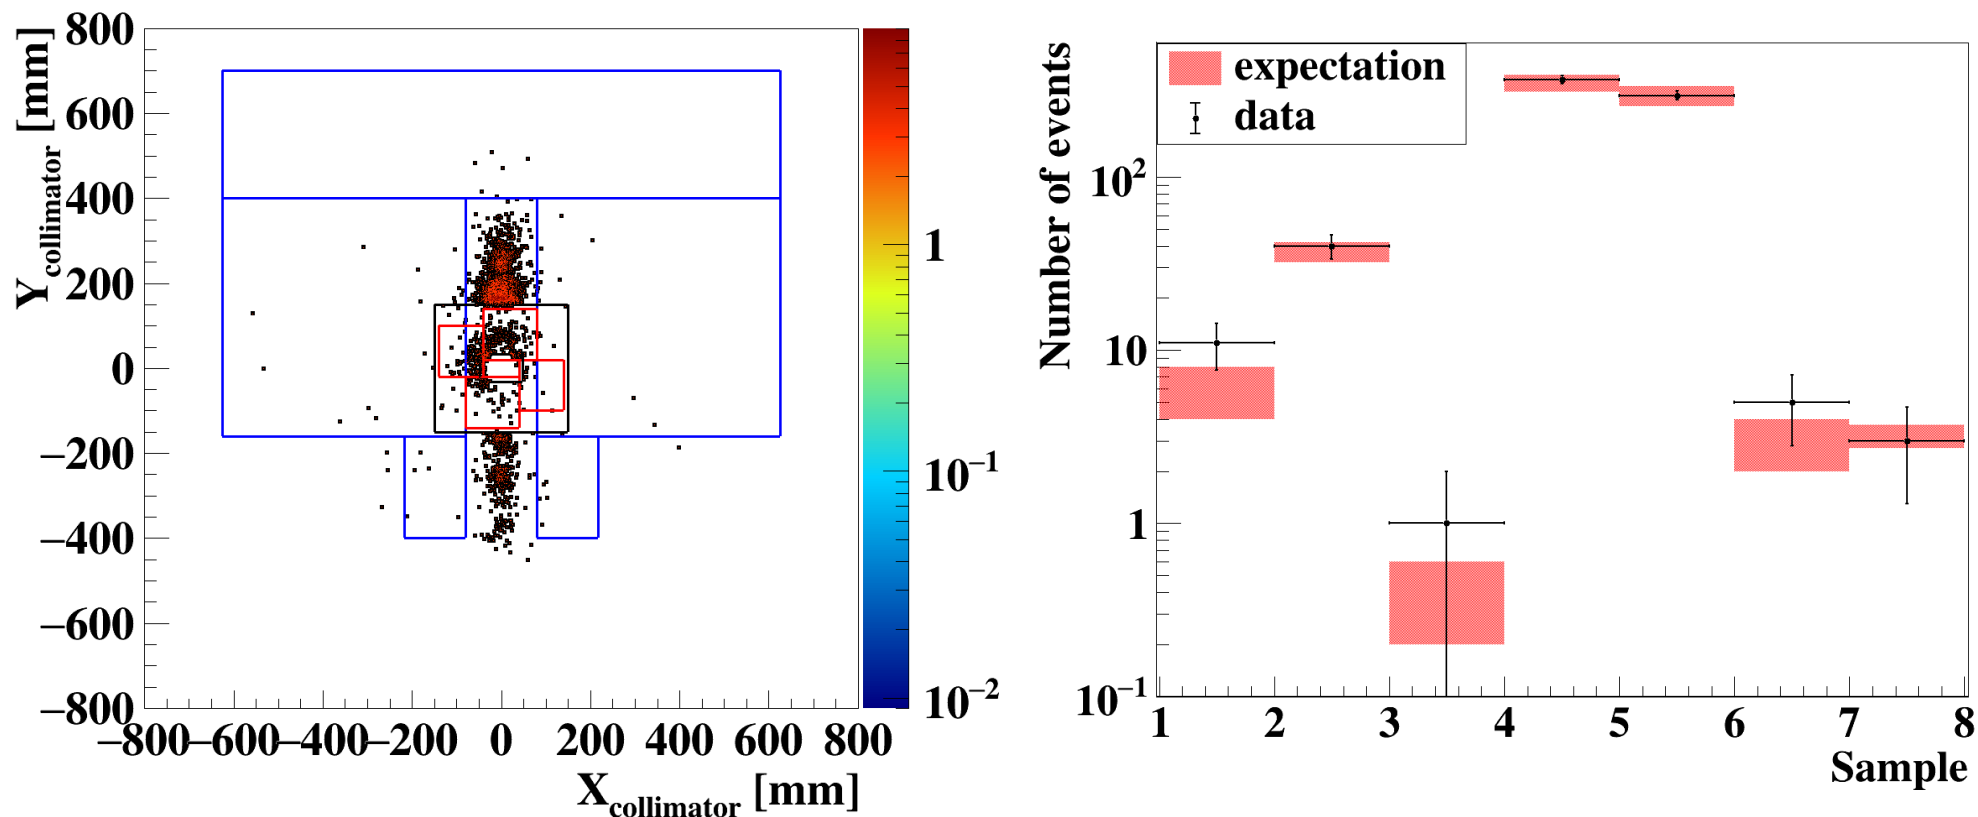 800
600
400
200
0
−200
−400
−600
−800
Y_collimator [mm]
−800 −600 −400 −200 0 200 400 600 800
X_collimator [mm]
1
10^−1
10^−2
expectation
data
Number of events
10^2
10
1
10^−1
1 2 3 4 5 6 7 8
Sample